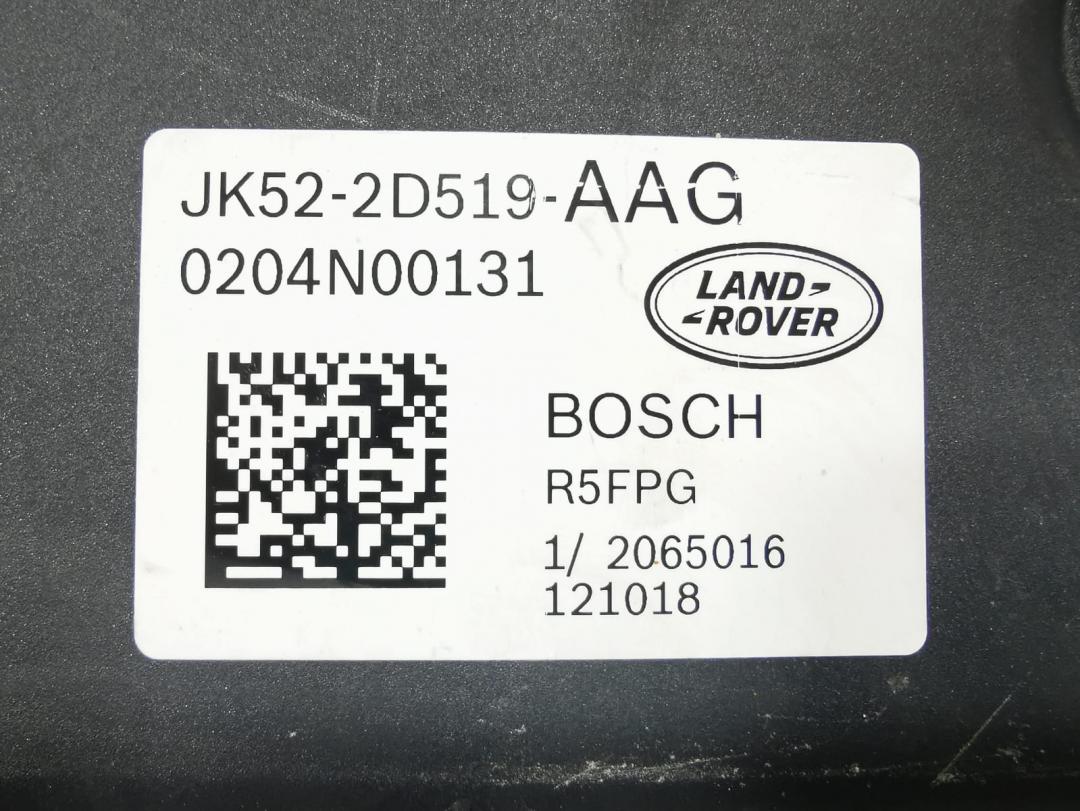 JK52-2D519-AAG
0204N00131
LAND-
-ROVER
BOSCH
R5FPG
1/ 2065016
121018